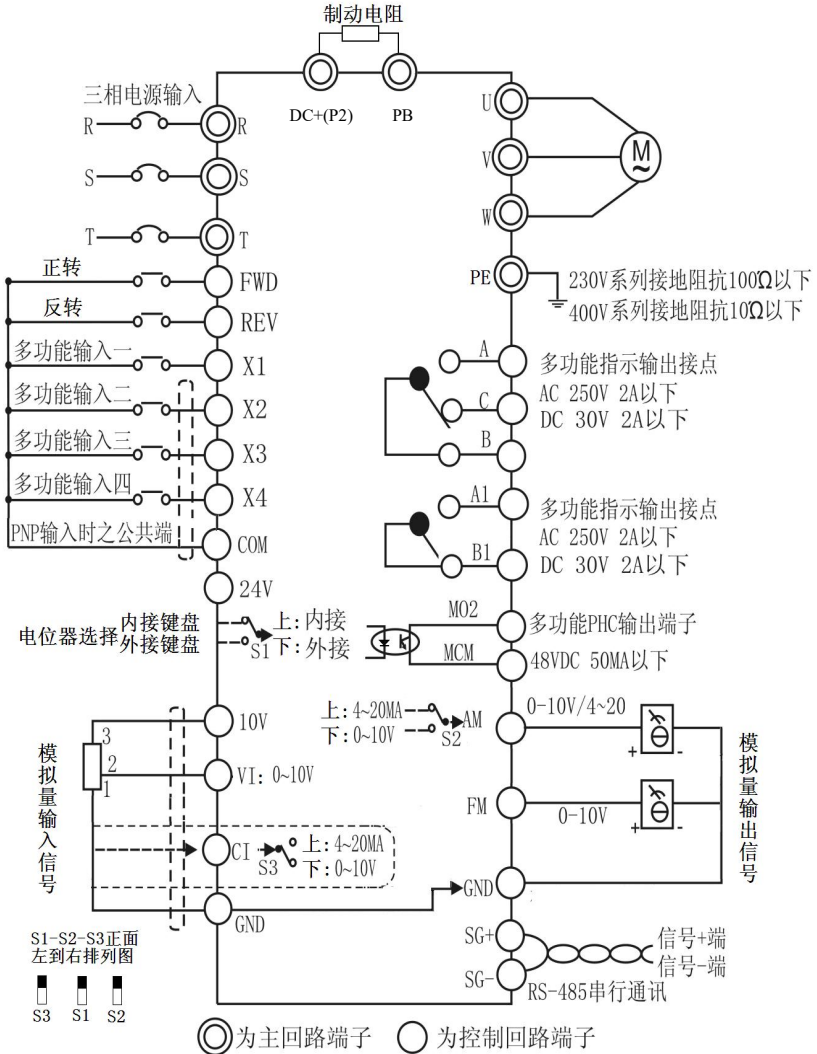 制动电阻
DC+(P2)
PB
三相电源输入
R
R
S
S
T
T
正转
FWD
反转
REV
多功能输入一
X1
多功能输入二
X2
多功能输入三
X3
多功能输入四
X4
PNP输入时之公共端
COM
24V
电位器选择
内接键盘
外接键盘
S1
上:内接
下:外接
U
V
W
M
~
PE
230V系列接地阻抗100Ω以下
400V系列接地阻抗10Ω以下
A
C
B
多功能指示输出接点
AC 250V 2A以下
DC 30V 2A以下
A1
B1
多功能指示输出接点
AC 250V 2A以下
DC 30V 2A以下
MO2
MCM
多功能PHC输出端子
48VDC 50MA以下
模拟量输入信号
3
2
1
10V
VI: 0~10V
CI
S3
上:4~20MA
下:0~10V
GND
上:4~20MA
下:0~10V
S2
AM
0-10V/4~20
+
-
FM
0-10V
+
-
模拟量输出信号
GND
SG+
SG-
信号+端
信号-端
RS-485串行通讯
S1-S2-S3正面
左到右排列图
S3
S1
S2
为主回路端子
为控制回路端子